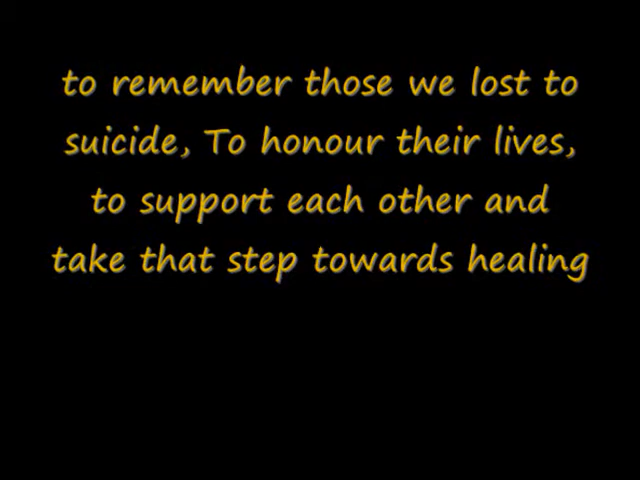 to remember those we lost to
suicide, To honour their lives,
to support each other and
take that step towards healing